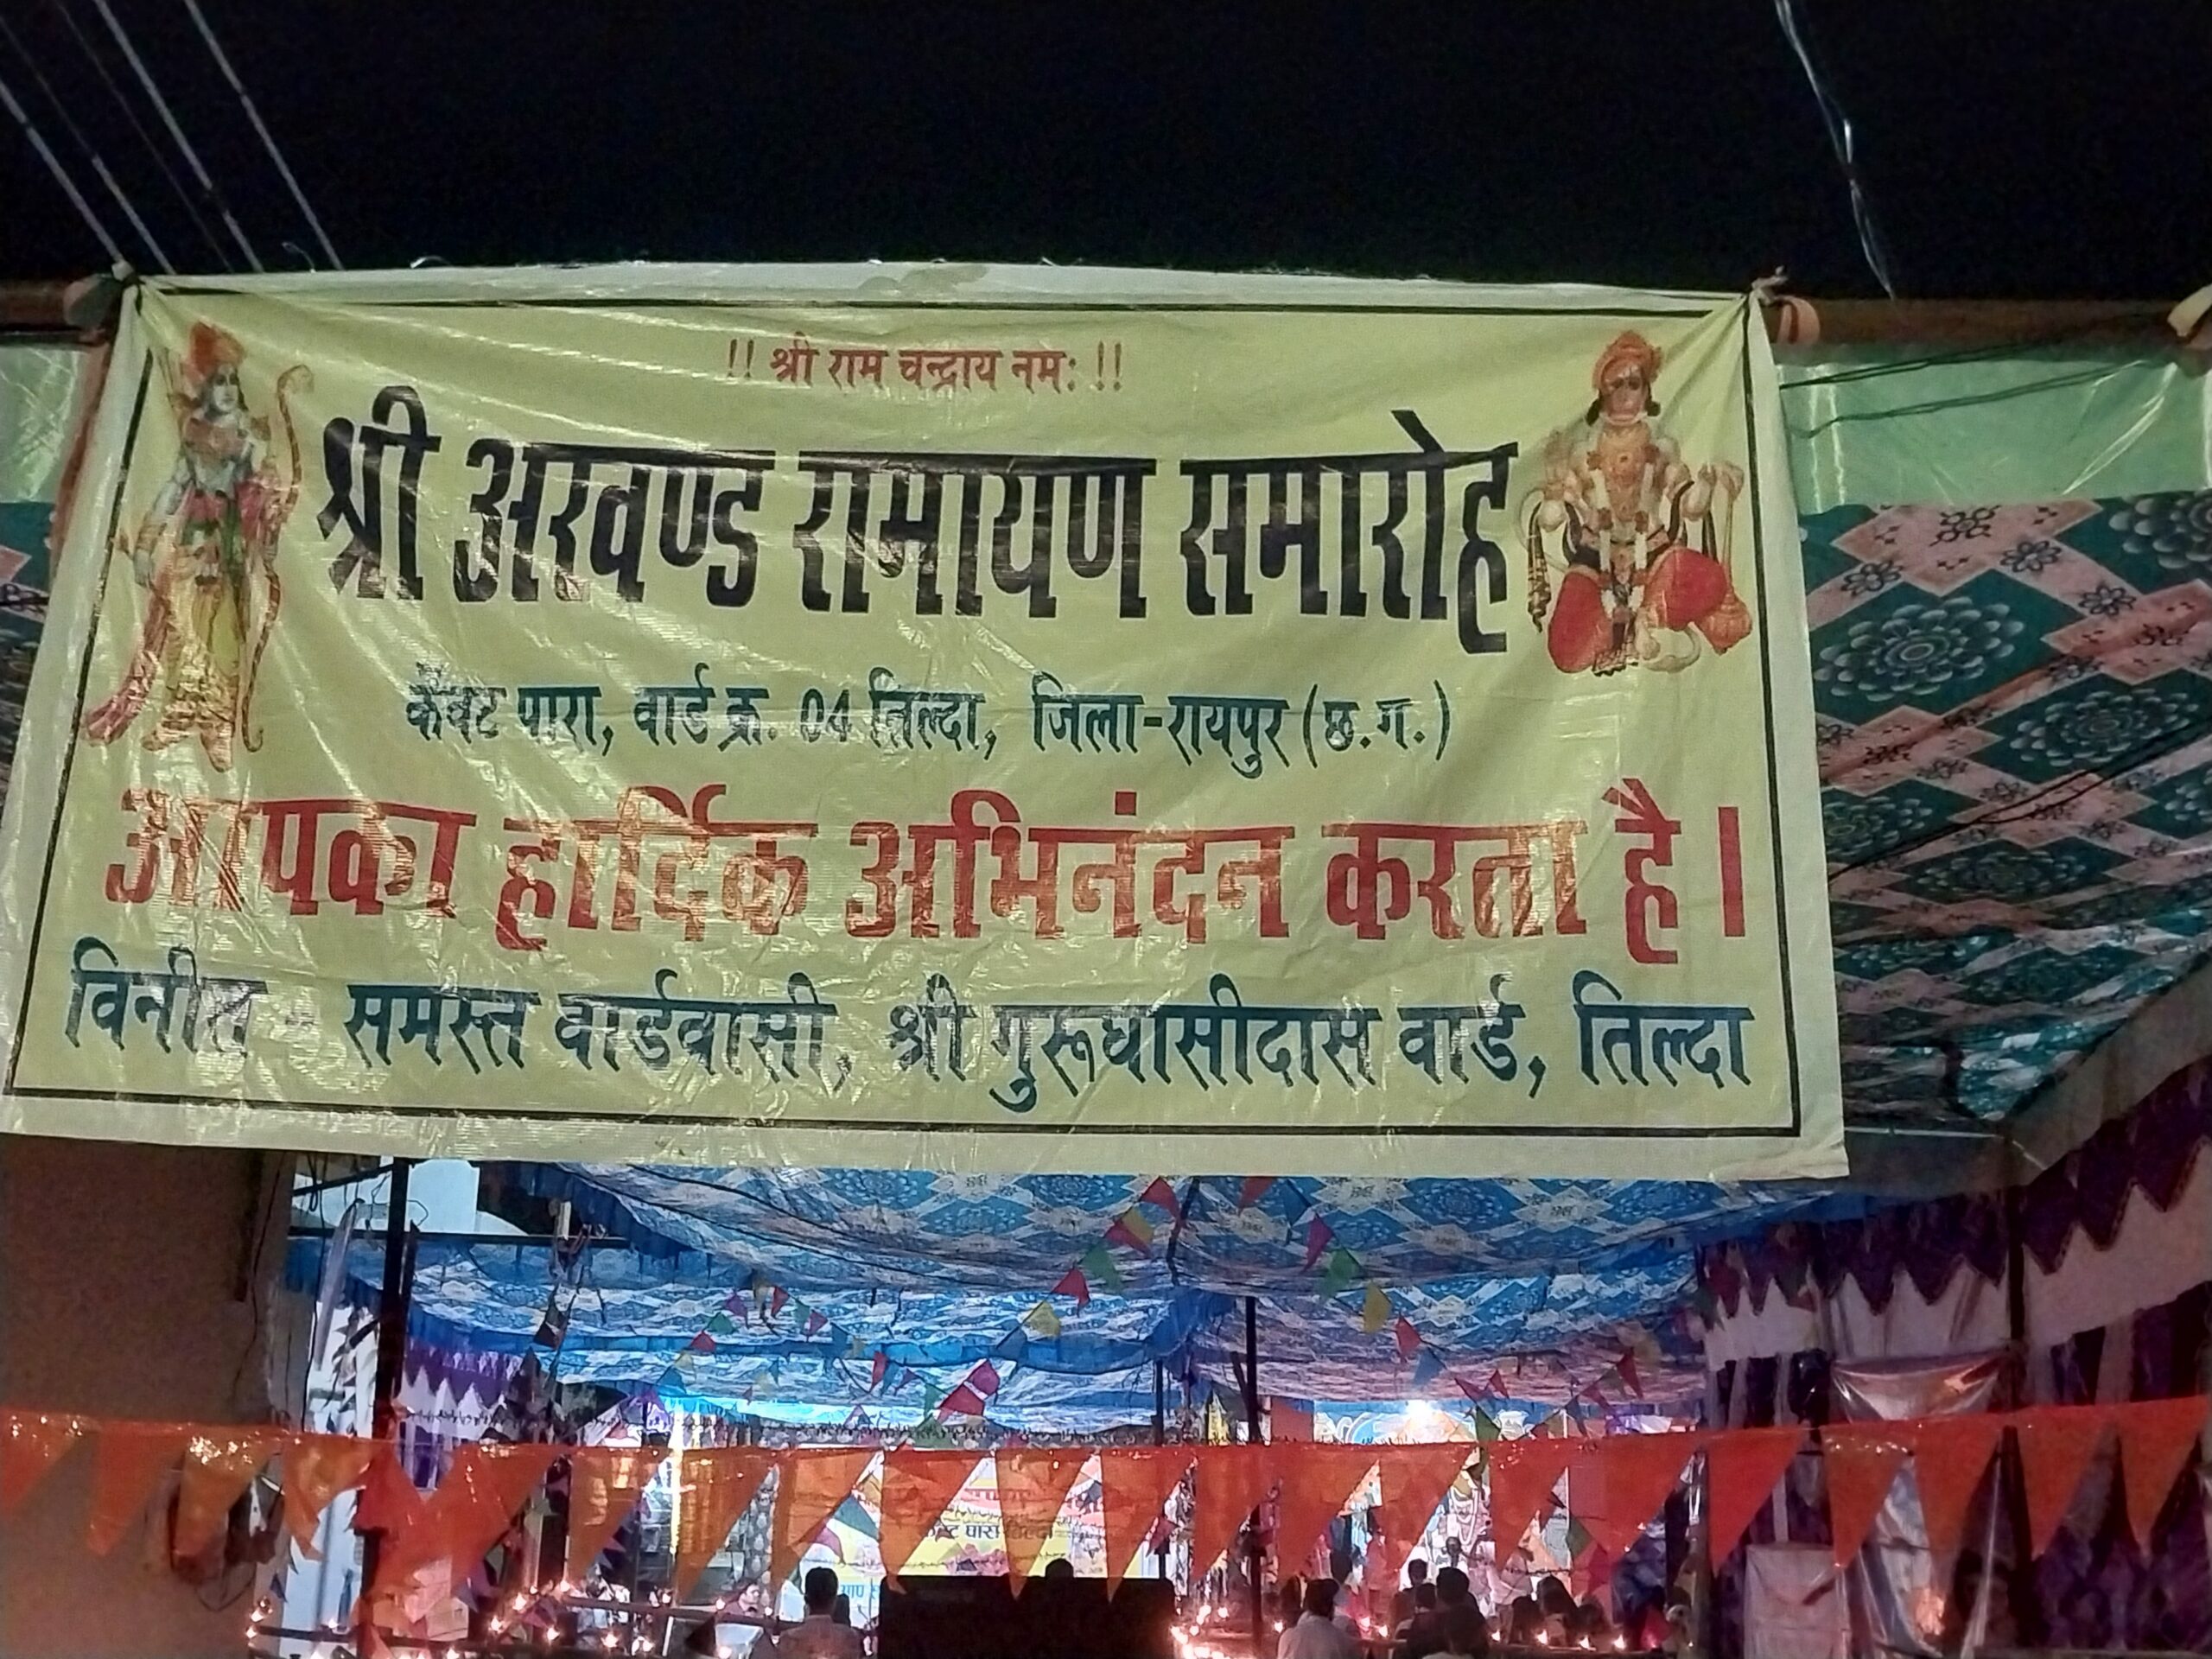 !! श्री राम चन्द्राय नमः !!
श्री अखण्ड रामायण समारोह
केंवट पारा, वार्ड क्र. 04 तिल्दा, जिला-रायपुर (छ.ग.)
आपका हार्दिक अभिनंदन करता है।
विनीत - समस्त वार्डवासी, श्री गुरूघासीदास वार्ड, तिल्दा
पारा तिल्दा